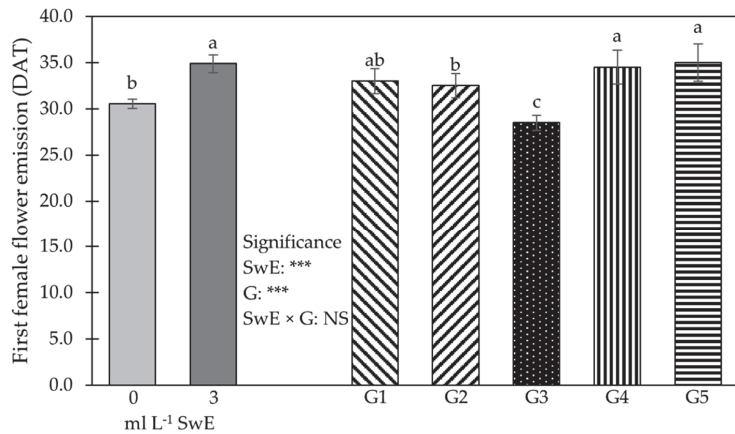 First female flower emission (DAT)
40.0
35.0
30.0
25.0
20.0
15.0
10.0
5.0
0.0
b
a
ab
b
c
a
a
Significance
SwE: ***
G: ***
SwE × G: NS
0
3
G1
G2
G3
G4
G5
ml L⁻¹ SwE